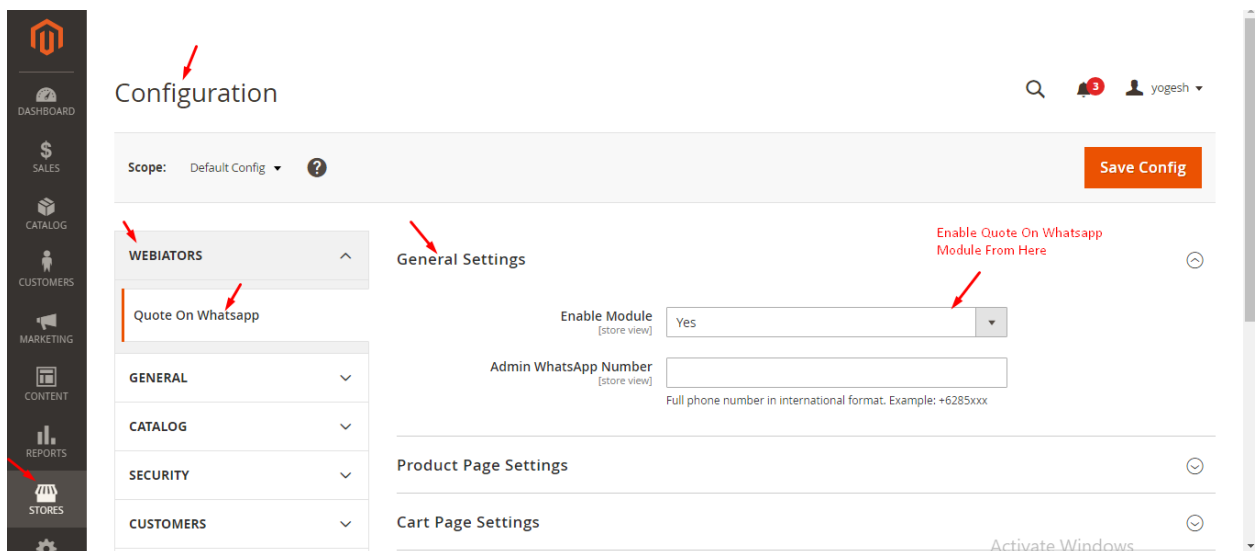 Configuration
3
yogesh
DASHBOARD
$
SALES
Scope: Default Config ?
Save Config
CATALOG
CUSTOMERS
MARKETING
CONTENT
REPORTS
STORES
WEBIATORS
Quote On Whatsapp
GENERAL
CATALOG
SECURITY
CUSTOMERS
General Settings
Enable Quote On Whatsapp
Module From Here
Enable Module
[store view]
Yes
Admin WhatsApp Number
[store view]
Full phone number in international format. Example: +6285xxx
Product Page Settings
Cart Page Settings
Activate Windows